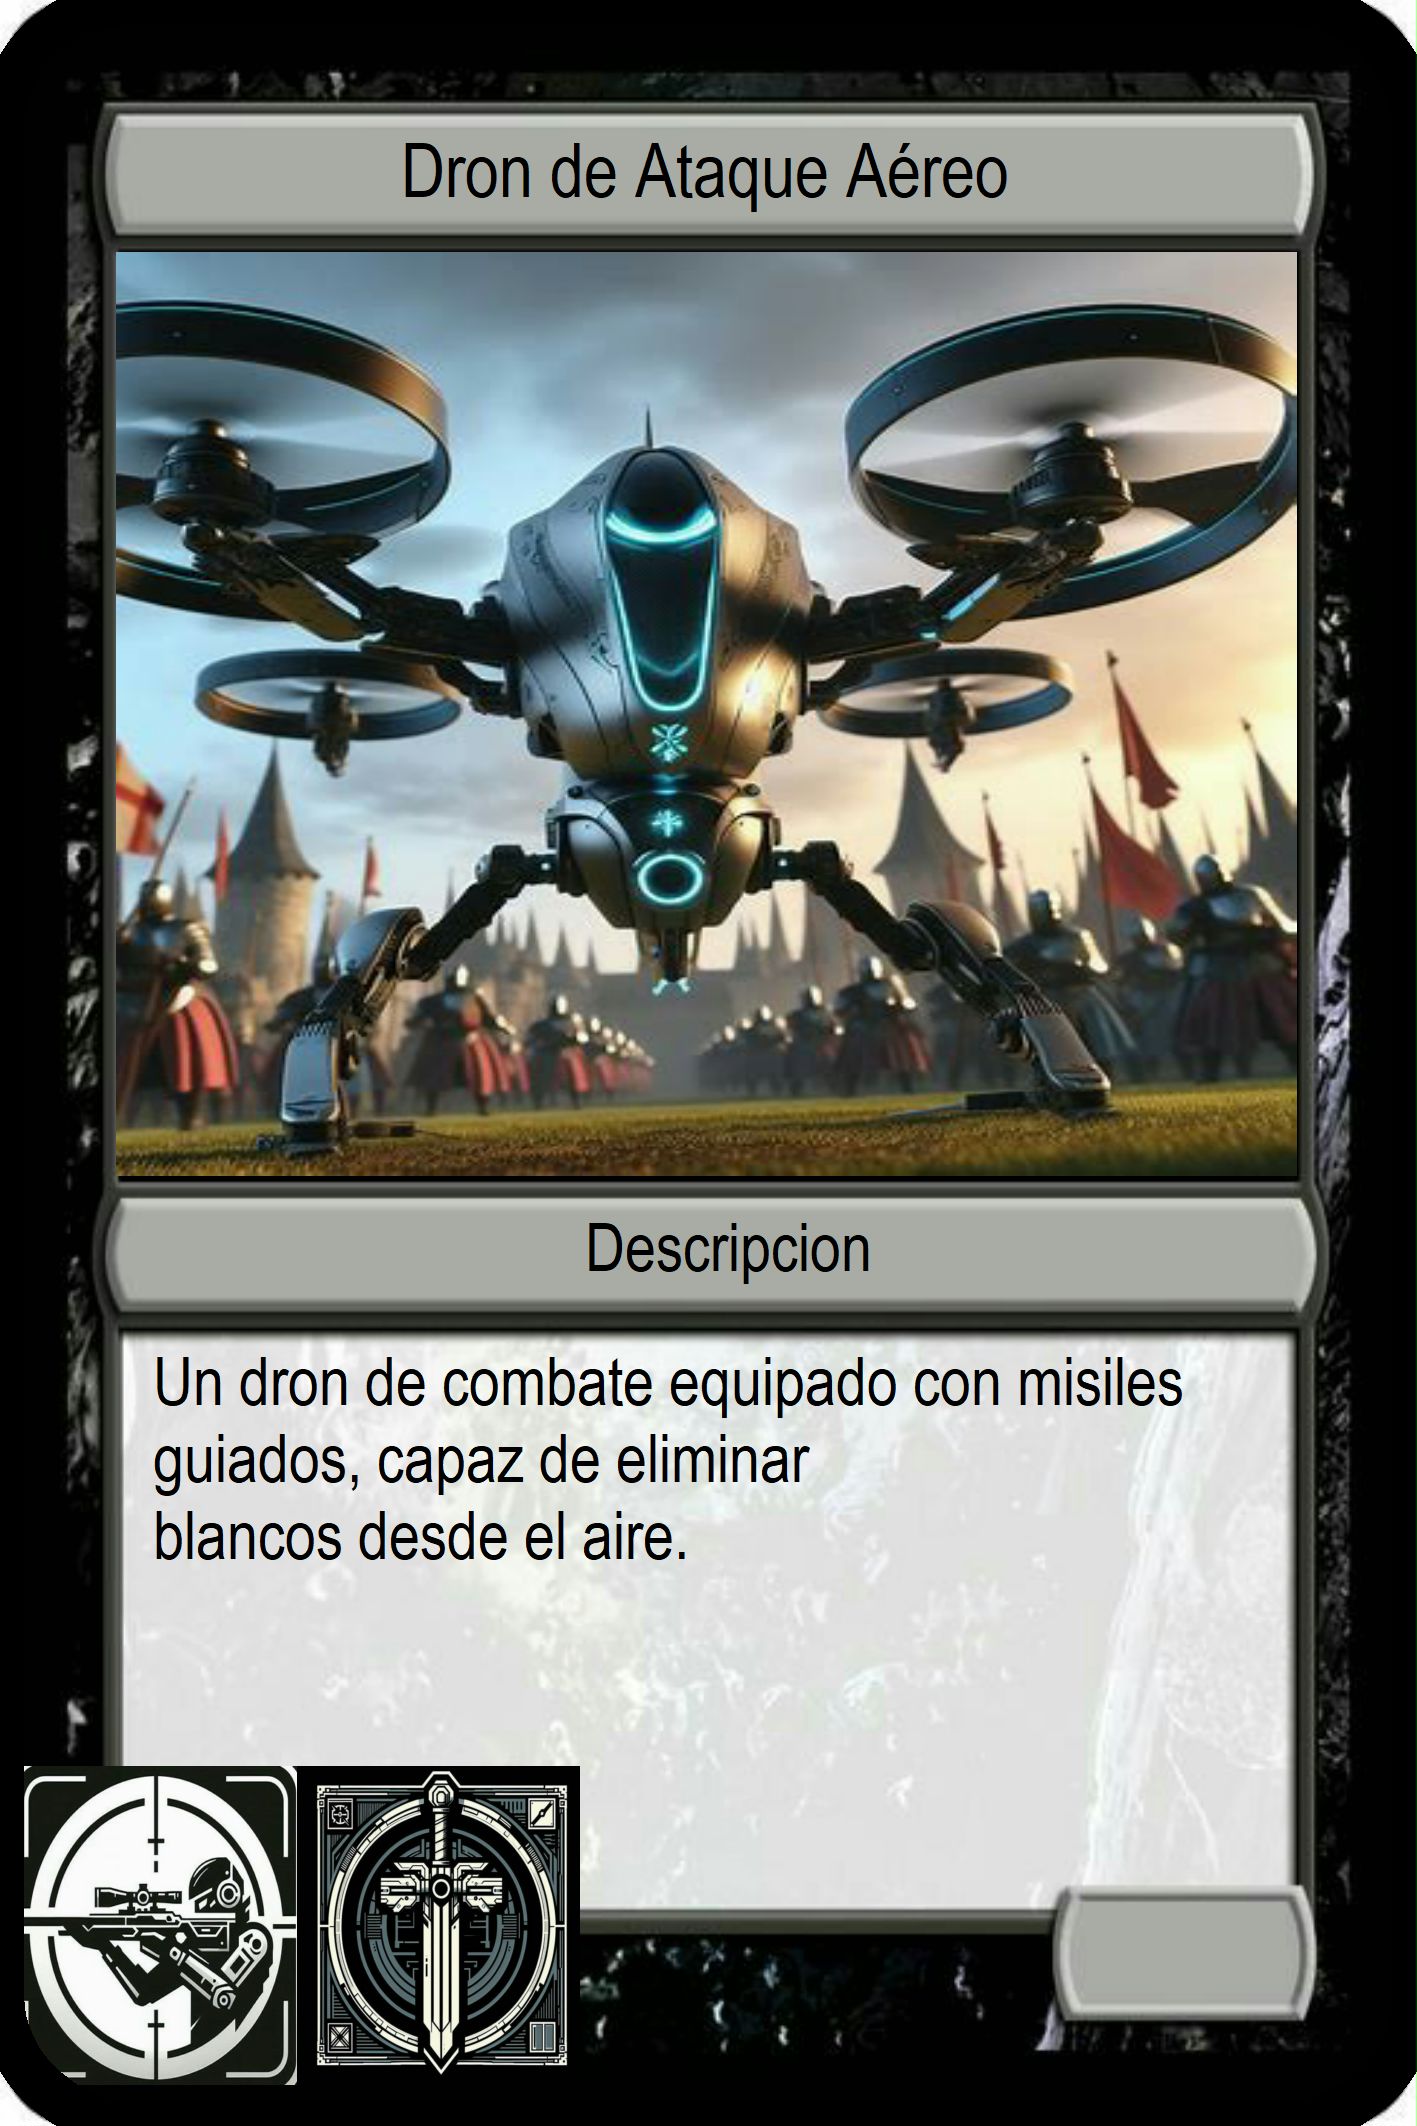 Dron de Ataque Aéreo
Descripcion
Un dron de combate equipado con misiles
guiados, capaz de eliminar
blancos desde el aire.